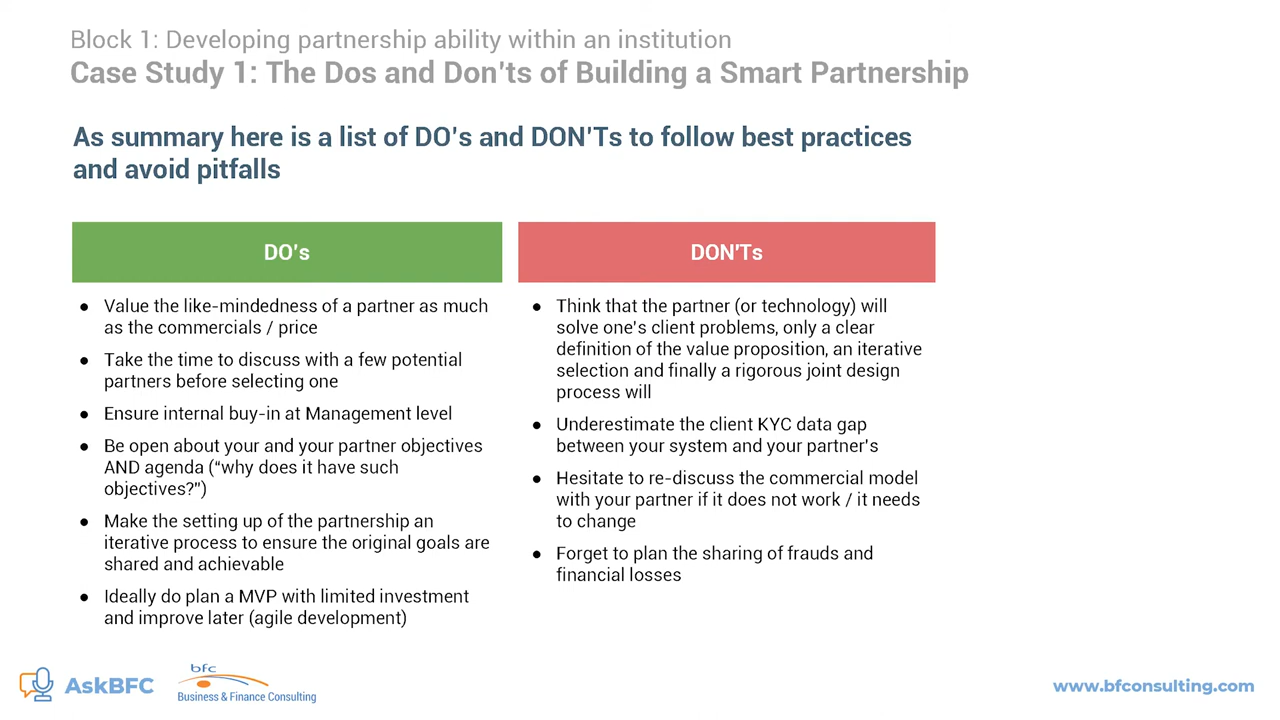 Block 1: Developing partnership ability within an institution
Case Study 1: The Dos and Don'ts of Building a Smart Partnership
As summary here is a list of DO's and DON'Ts to follow best practices
and avoid pitfalls
DO's
● Value the like-mindedness of a partner as much
as the commercials / price
● Take the time to discuss with a few potential
partners before selecting one
● Ensure internal buy-in at Management level
● Be open about your and your partner objectives
AND agenda (“why does it have such
objectives?”)
● Make the setting up of the partnership an
iterative process to ensure the original goals are
shared and achievable
● Ideally do plan a MVP with limited investment
and improve later (agile development)
DON'Ts
● Think that the partner (or technology) will
solve one's client problems, only a clear
definition of the value proposition, an iterative
selection and finally a rigorous joint design
process will
● Underestimate the client KYC data gap
between your system and your partner's
● Hesitate to re-discuss the commercial model
with your partner if it does not work / it needs
to change
● Forget to plan the sharing of frauds and
financial losses
AskBFC
bfc
Business & Finance Consulting
www.bfconsulting.com